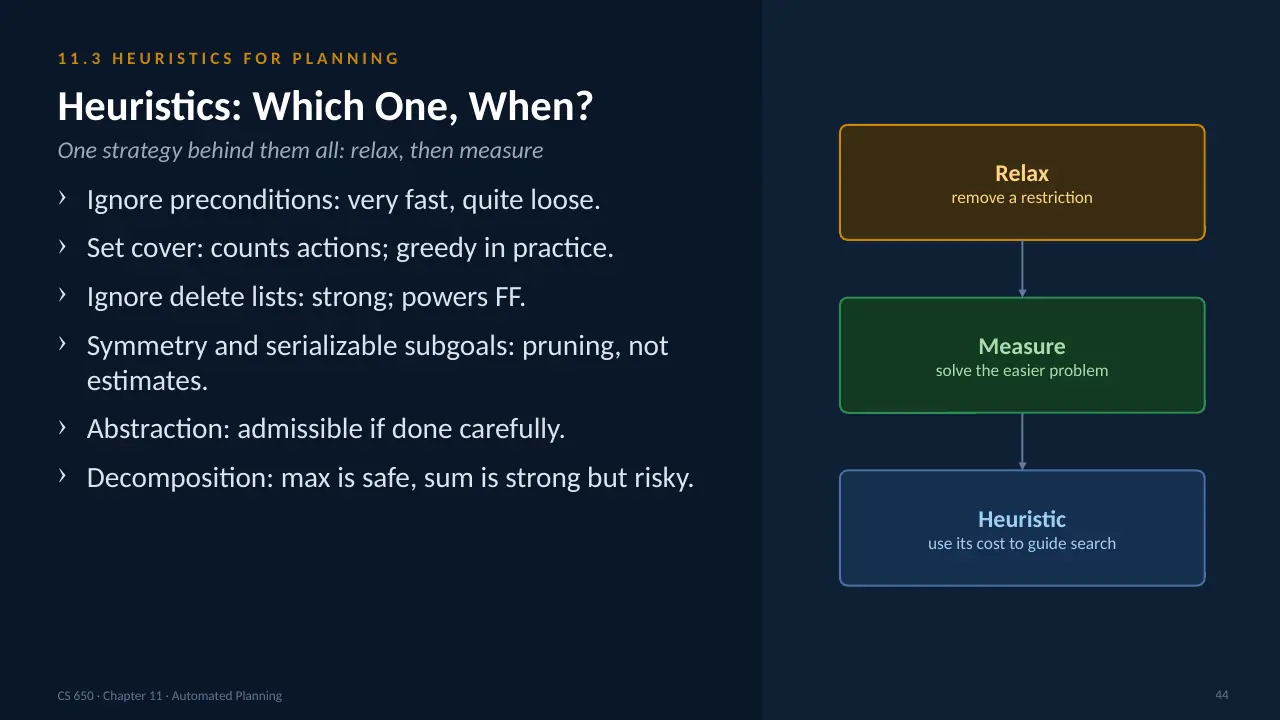 11.3 HEURISTICS FOR PLANNING
Heuristics: Which One, When?
One strategy behind them all: relax, then measure
› Ignore preconditions: very fast, quite loose.
› Set cover: counts actions; greedy in practice.
› Ignore delete lists: strong; powers FF.
› Symmetry and serializable subgoals: pruning, not
estimates.
› Abstraction: admissible if done carefully.
› Decomposition: max is safe, sum is strong but risky.
Relax
remove a restriction
Measure
solve the easier problem
Heuristic
use its cost to guide search
CS 650 · Chapter 11 · Automated Planning
44